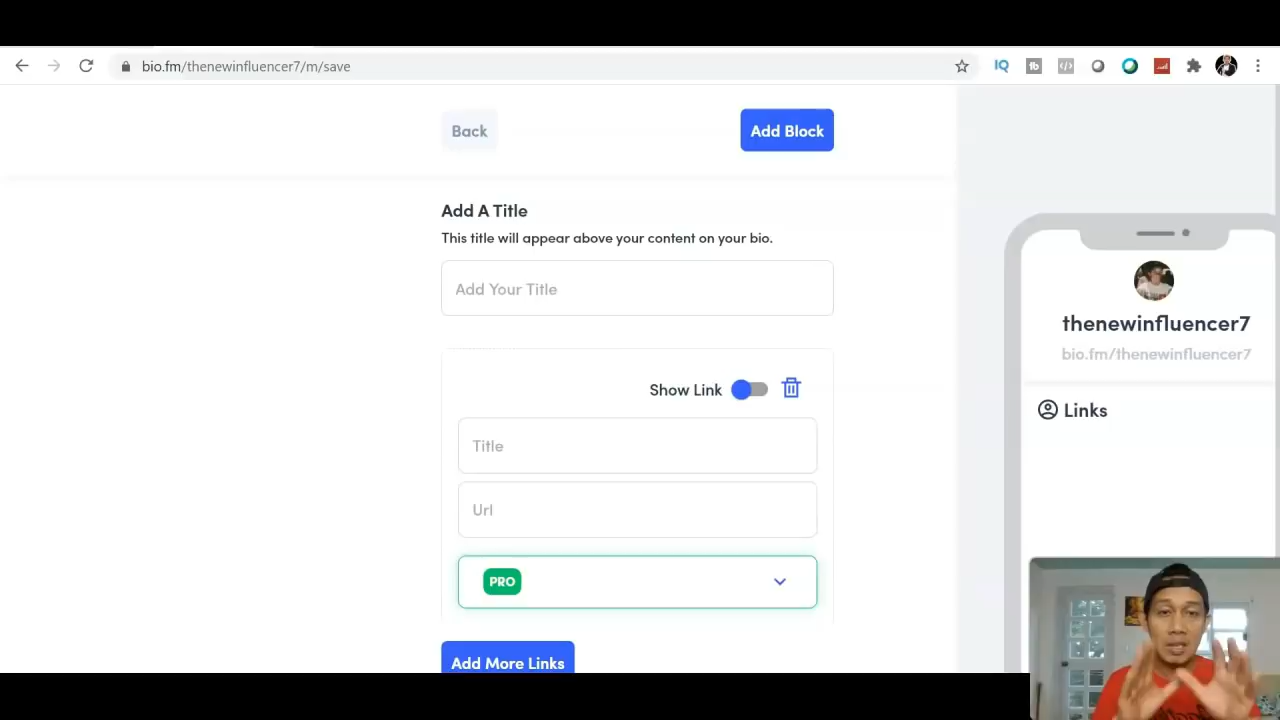 bio.fm/thenewinfluencer7/m/save
IQ
Back
Add Block
Add A Title
This title will appear above your content on your bio.
Add Your Title
Show Link
Title
Url
PRO
Add More Links
thenewinfluencer7
bio.fm/thenewinfluencer7
Links